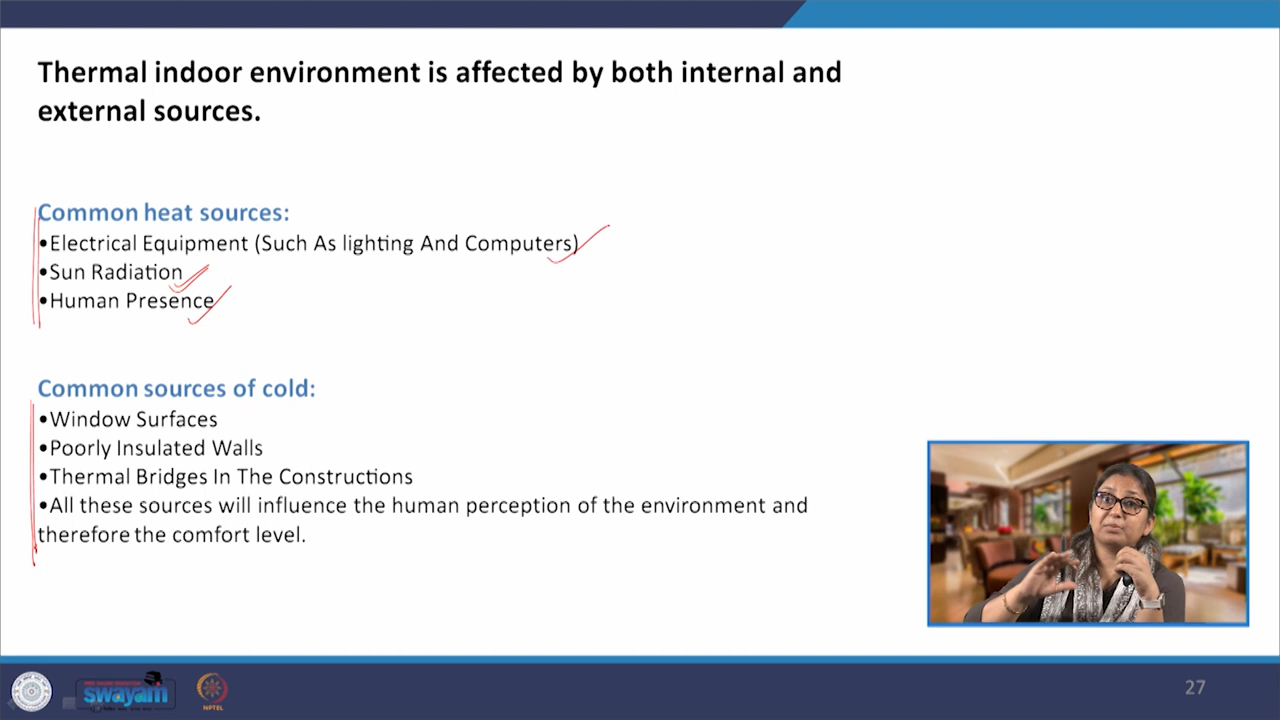 Thermal indoor environment is affected by both internal and
external sources.
Common heat sources:
•Electrical Equipment (Such As lighting And Computers)
•Sun Radiation
•Human Presence
Common sources of cold:
•Window Surfaces
•Poorly Insulated Walls
•Thermal Bridges In The Constructions
•All these sources will influence the human perception of the environment and
therefore the comfort level.
swayam
NPTEL
27